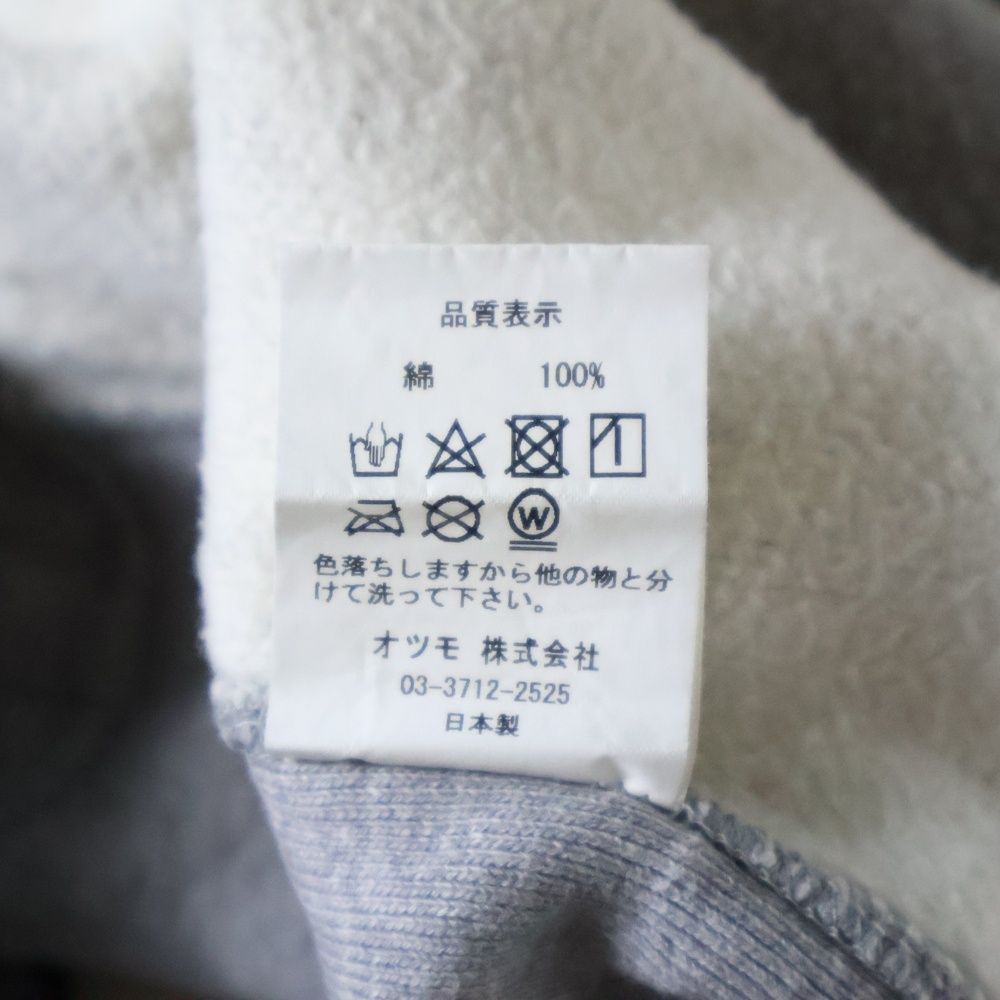 品質表示
綿 100%
W
色落ちしますから他の物と分
けて洗って下さい。
オツモ 株式会社
03-3712-2525
日本製